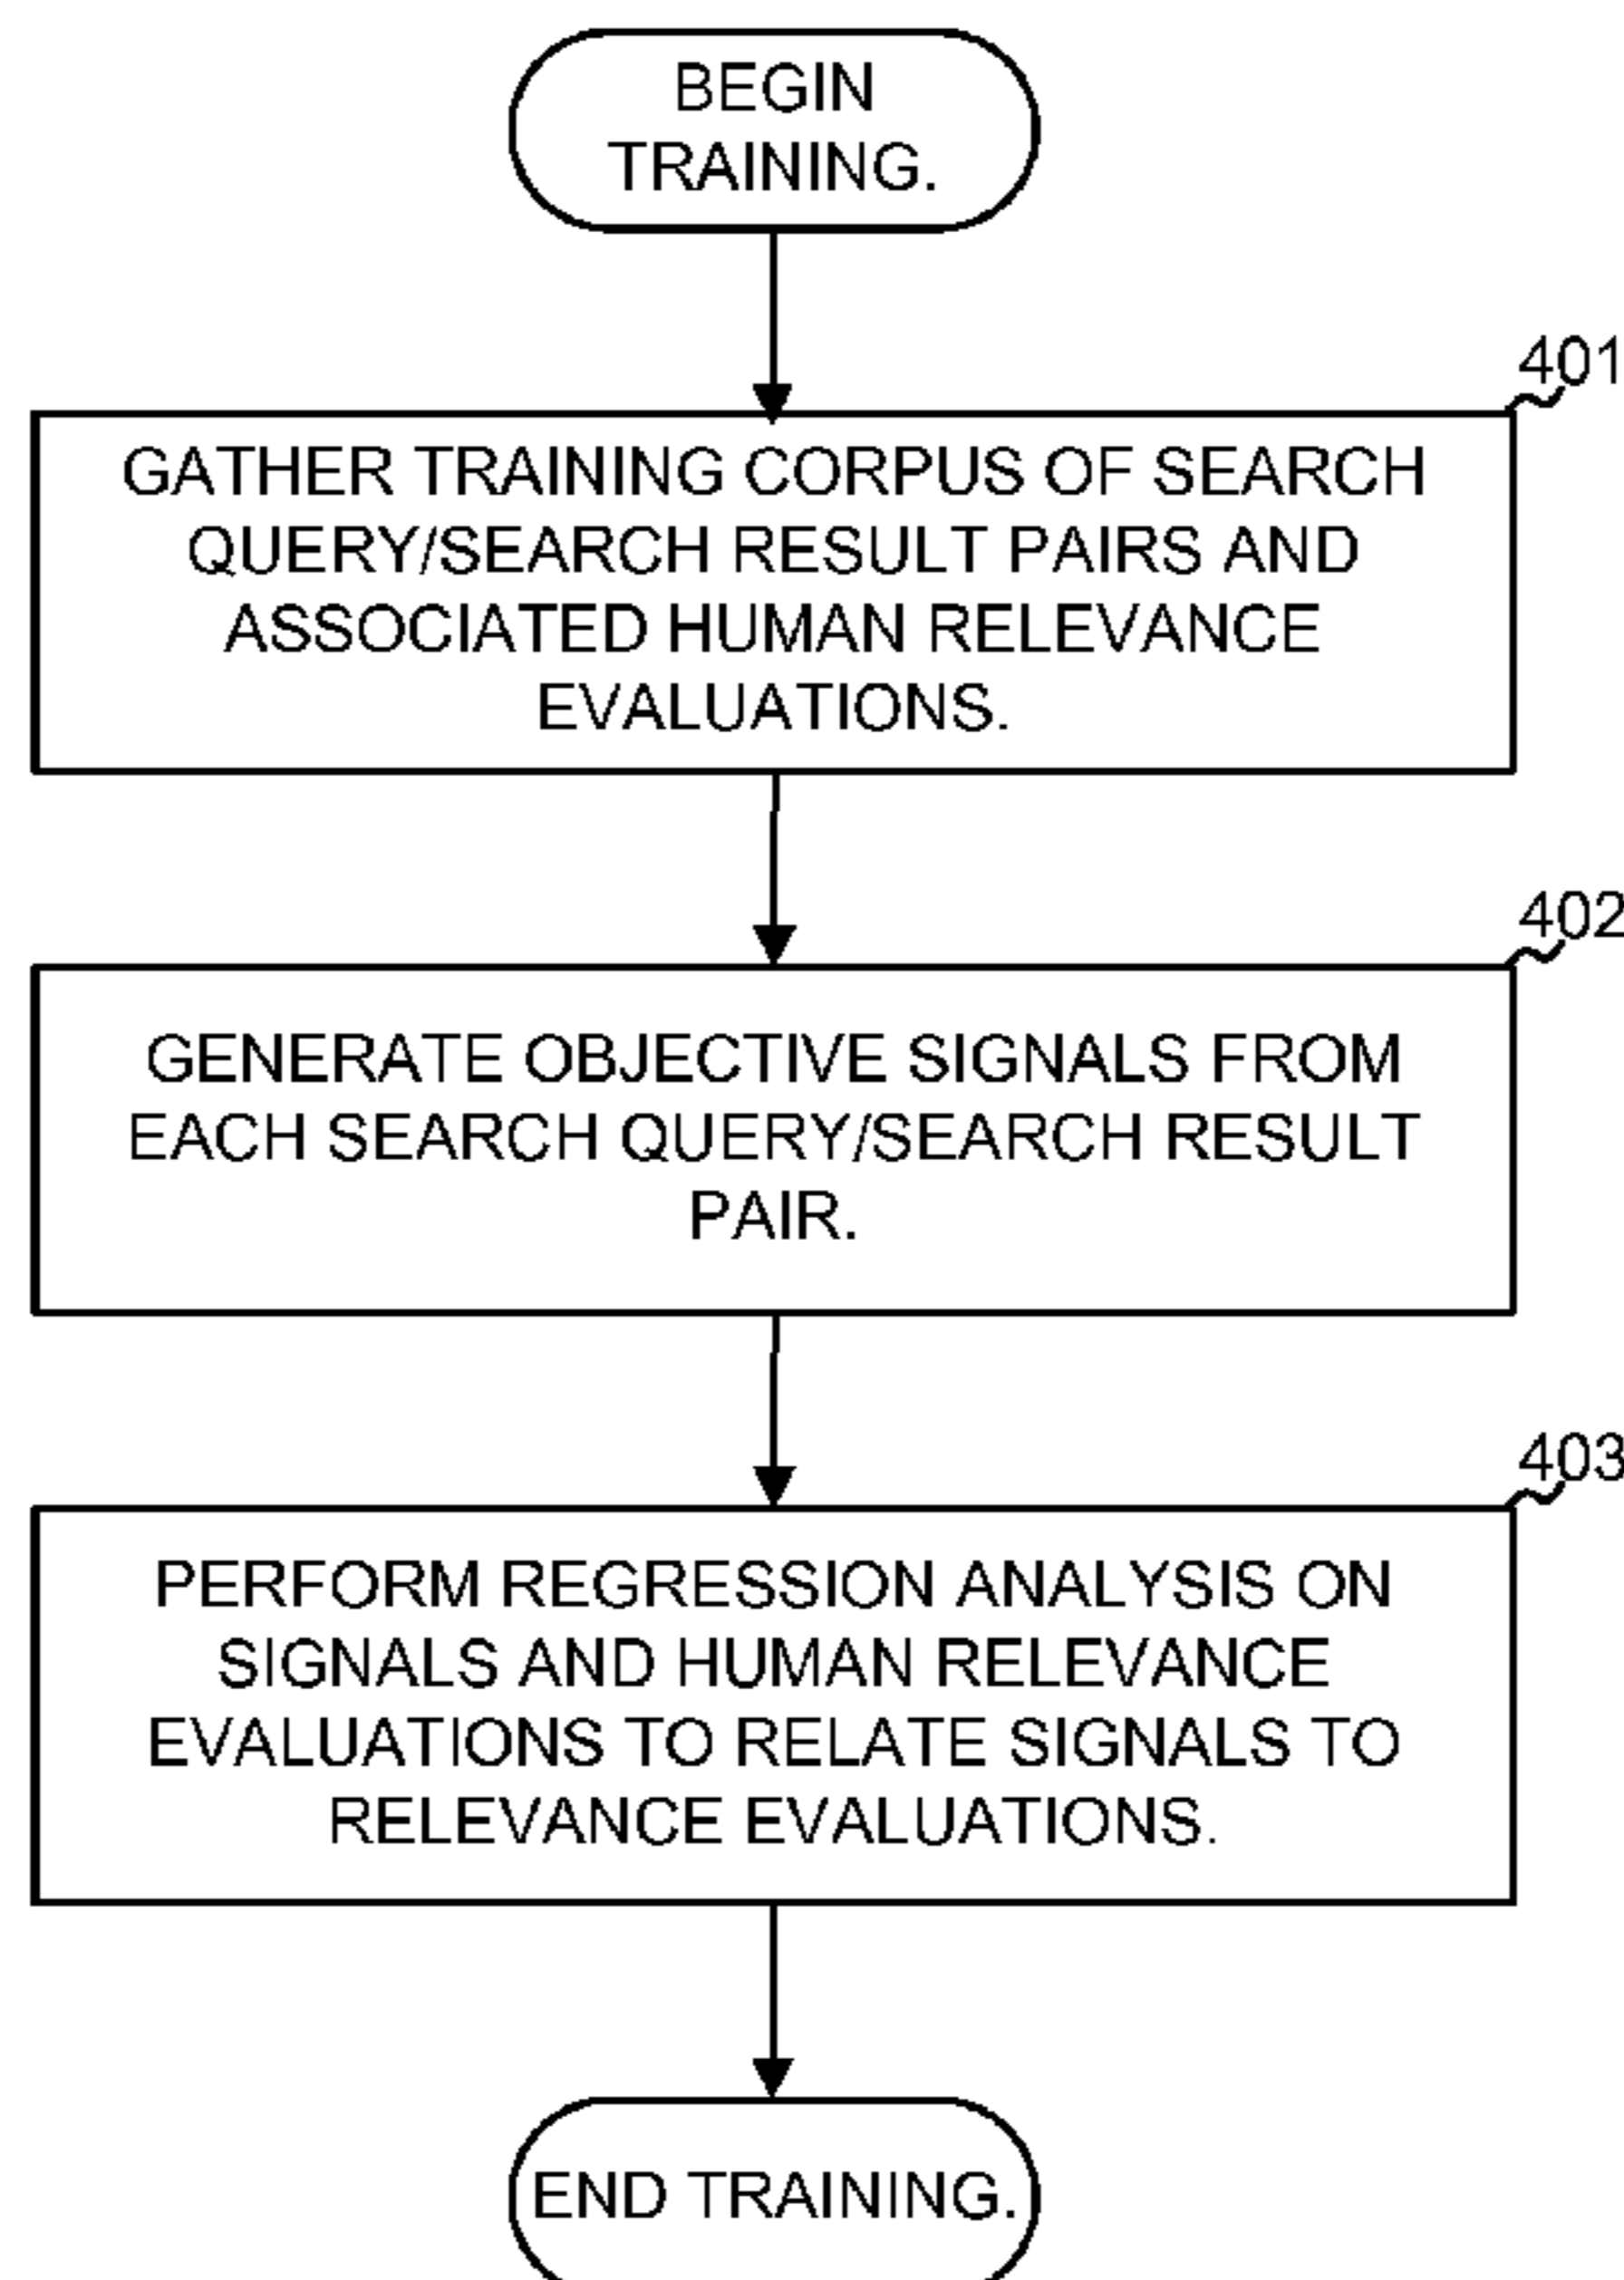 BEGIN
TRAINING.
401
GATHER TRAINING CORPUS OF SEARCH
QUERY/SEARCH RESULT PAIRS AND
ASSOCIATED HUMAN RELEVANCE
EVALUATIONS.
402
GENERATE OBJECTIVE SIGNALS FROM
EACH SEARCH QUERY/SEARCH RESULT
PAIR.
403
PERFORM REGRESSION ANALYSIS ON
SIGNALS AND HUMAN RELEVANCE
EVALUATIONS TO RELATE SIGNALS TO
RELEVANCE EVALUATIONS.
END TRAINING.